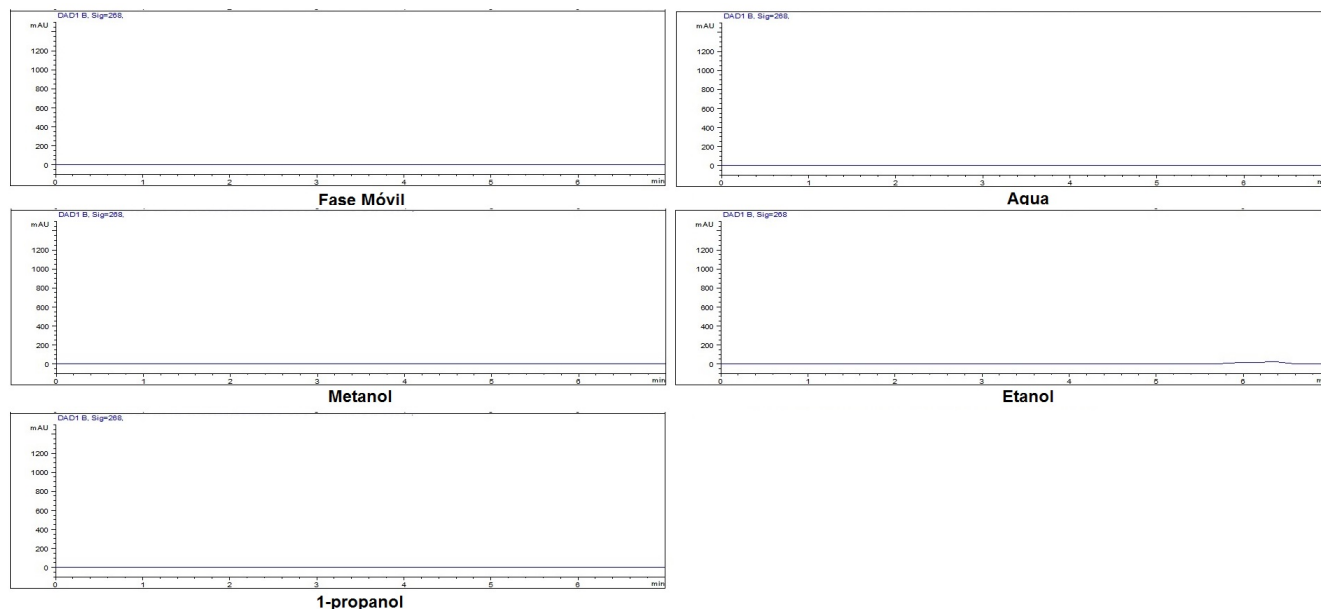 DAD1 B, Sig=268,
mAU
1200
1000
800
600
400
200
0
0 1 2 3 4 5 6 min
Fase Móvil
DAD1 B, Sig=268,
mAU
1200
1000
800
600
400
200
0
0 1 2 3 4 5 6 m
Agua
DAD1 B, Sig=268,
mAU
1200
1000
800
600
400
200
0
0 1 2 3 4 5 6 min
Metanol
DAD1 B, Sig=268
mAU
1200
1000
800
600
400
200
0
0 1 2 3 4 5 6 m
Etanol
DAD1 B, Sig=268,
mAU
1200
1000
800
600
400
200
0
0 1 2 3 4 5 6 min
1-propanol